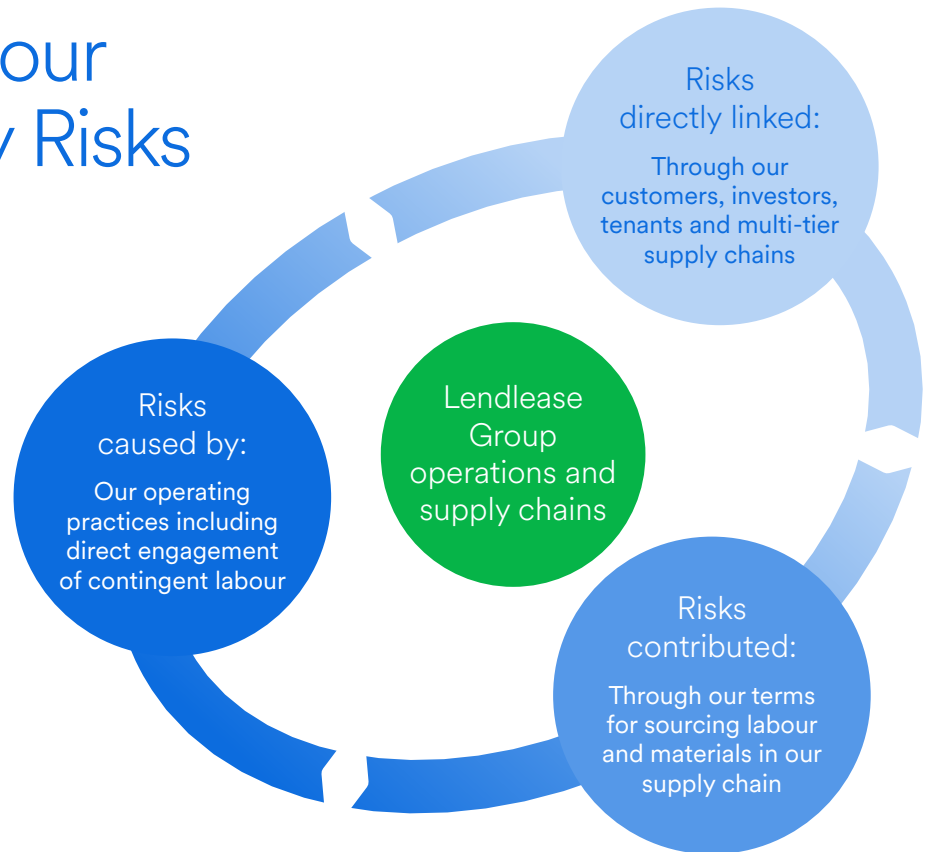 our
Risks
Risks
directly linked:
Through our
customers, investors,
tenants and multi-tier
supply chains
Risks
caused by:
Our operating
practices including
direct engagement
of contingent labour
Lendlease
Group
operations and
supply chains
Risks
contributed:
Through our terms
for sourcing labour
and materials in our
supply chain